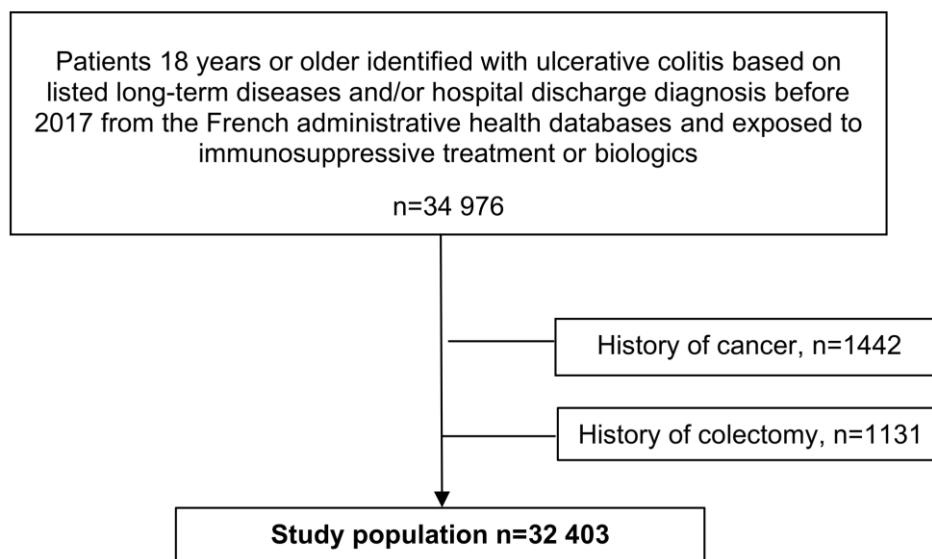 Patients 18 years or older identified with ulcerative colitis based on
listed long-term diseases and/or hospital discharge diagnosis before
2017 from the French administrative health databases and exposed to
immunosuppressive treatment or biologics
n=34 976
History of cancer, n=1442
History of colectomy, n=1131
Study population n=32 403